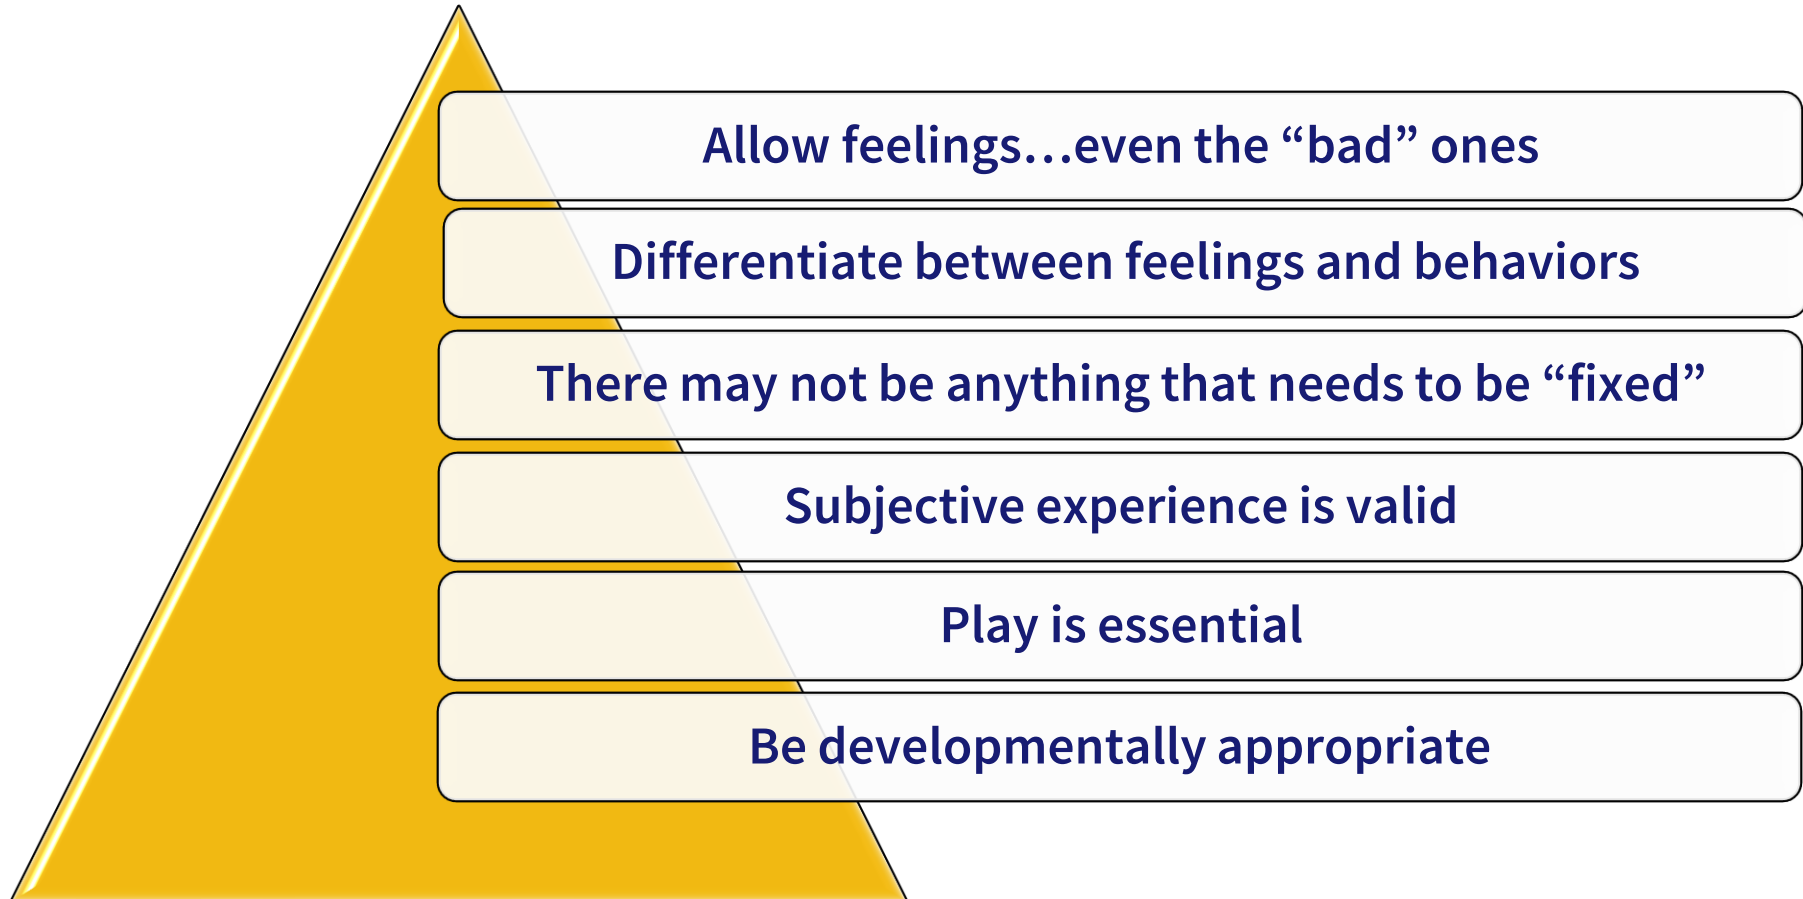 Allow feelings…even the “bad” ones
Differentiate between feelings and behaviors
There may not be anything that needs to be “fixed”
Subjective experience is valid
Play is essential
Be developmentally appropriate